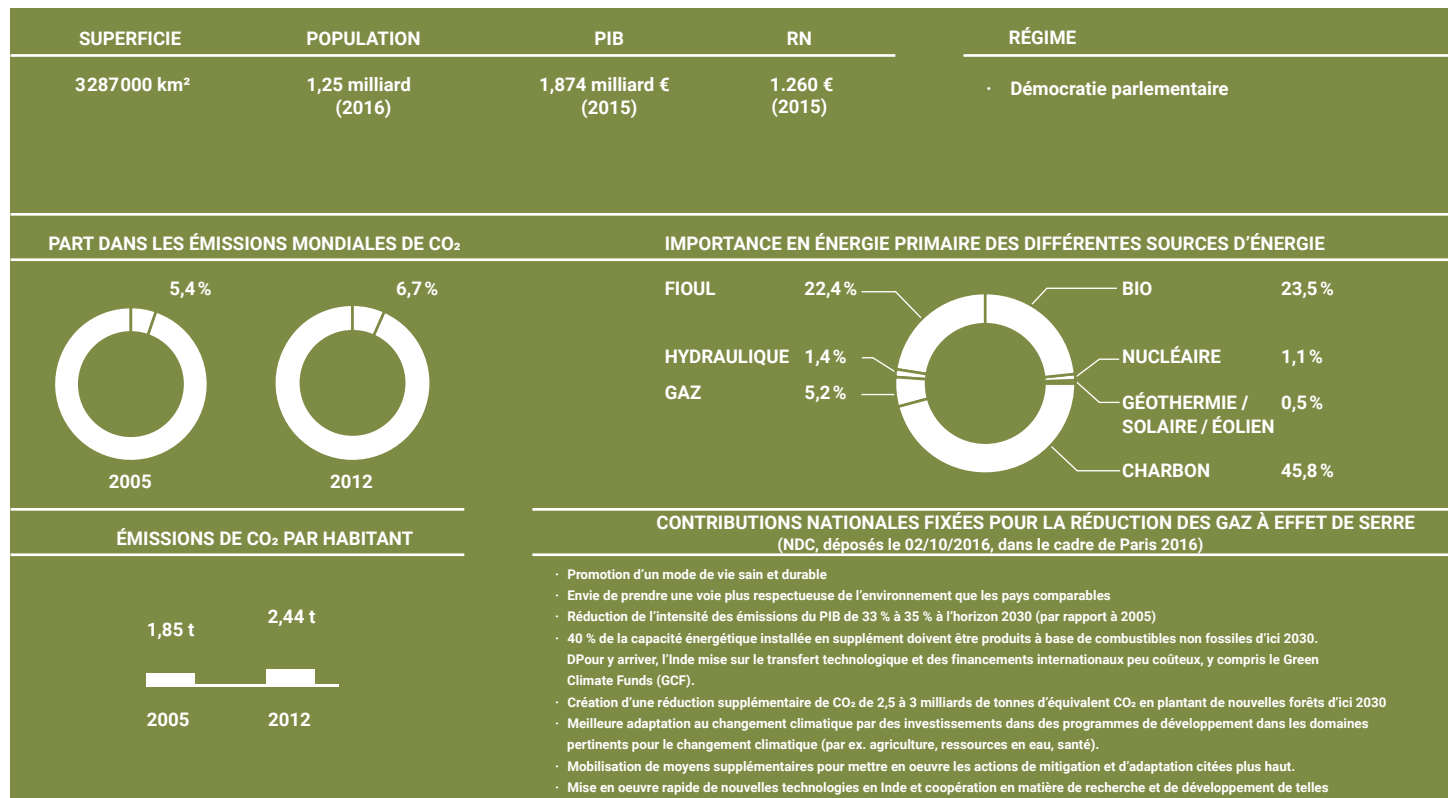 SUPERFICIE POPULATION PIB RN RÉGIME
3287000 km² 1,25 milliard 1,874 milliard € 1.260 € · Démocratie parlementaire
(2016) (2015) (2015)
PART DANS LES ÉMISSIONS MONDIALES DE CO₂
5,4 % 6,7 %
2005 2012
IMPORTANCE EN ÉNERGIE PRIMAIRE DES DIFFÉRENTES SOURCES D’ÉNERGIE
FIOUL 22,4 % BIO 23,5 %
HYDRAULIQUE 1,4 % NUCLÉAIRE 1,1 %
GAZ 5,2 % GÉOTHERMIE / 0,5 %
SOLAIRE / ÉOLIEN
CHARBON 45,8 %
ÉMISSIONS DE CO₂ PAR HABITANT
1,85 t 2,44 t
2005 2012
CONTRIBUTIONS NATIONALES FIXÉES POUR LA RÉDUCTION DES GAZ À EFFET DE SERRE
(NDC, déposés le 02/10/2016, dans le cadre de Paris 2016)
· Promotion d’un mode de vie sain et durable
· Envie de prendre une voie plus respectueuse de l’environnement que les pays comparables
· Réduction de l’intensité des émissions du PIB de 33 % à 35 % à l’horizon 2030 (par rapport à 2005)
· 40 % de la capacité énergétique installée en supplément doivent être produits à base de combustibles non fossiles d’ici 2030.
DPour y arriver, l’Inde mise sur le transfert technologique et des financements internationaux peu coûteux, y compris le Green
Climate Funds (GCF).
· Création d’une réduction supplémentaire de CO₂ de 2,5 à 3 milliards de tonnes d’équivalent CO₂ en plantant de nouvelles forêts d’ici 2030
· Meilleure adaptation au changement climatique par des investissements dans des programmes de développement dans les domaines
pertinents pour le changement climatique (par ex. agriculture, ressources en eau, santé).
· Mobilisation de moyens supplémentaires pour mettre en oeuvre les actions de mitigation et d’adaptation citées plus haut.
· Mise en oeuvre rapide de nouvelles technologies en Inde et coopération en matière de recherche et de développement de telles